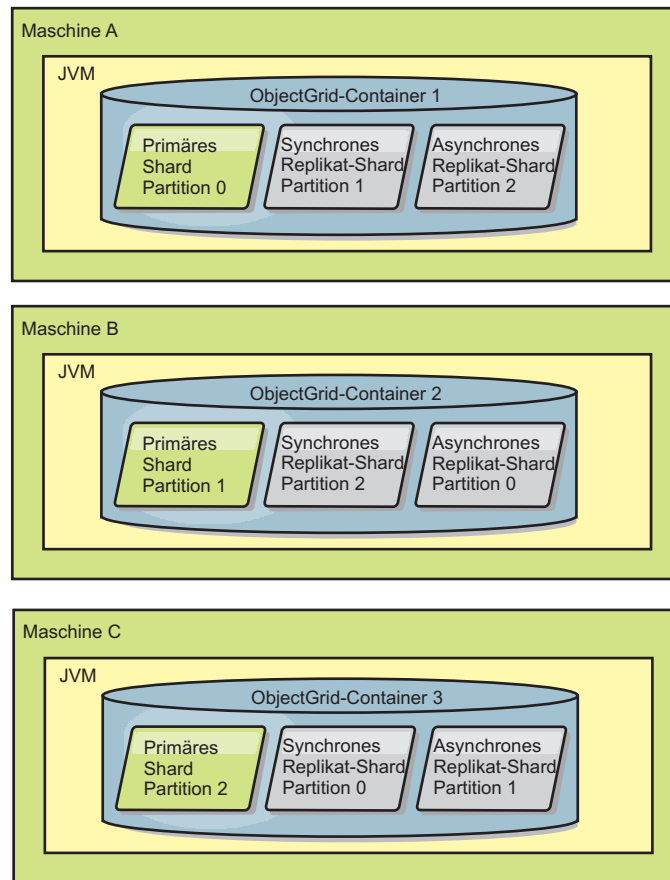 Maschine A
JVM
ObjectGrid-Container 1
Primäres
Shard
Partition 0
Synchrones
Replikat-Shard
Partition 1
Asynchrones
Replikat-Shard
Partition 2
Maschine B
JVM
ObjectGrid-Container 2
Primäres
Shard
Partition 1
Synchrones
Replikat-Shard
Partition 2
Asynchrones
Replikat-Shard
Partition 0
Maschine C
JVM
ObjectGrid-Container 3
Primäres
Shard
Partition 2
Synchrones
Replikat-Shard
Partition 0
Asynchrones
Replikat-Shard
Partition 1